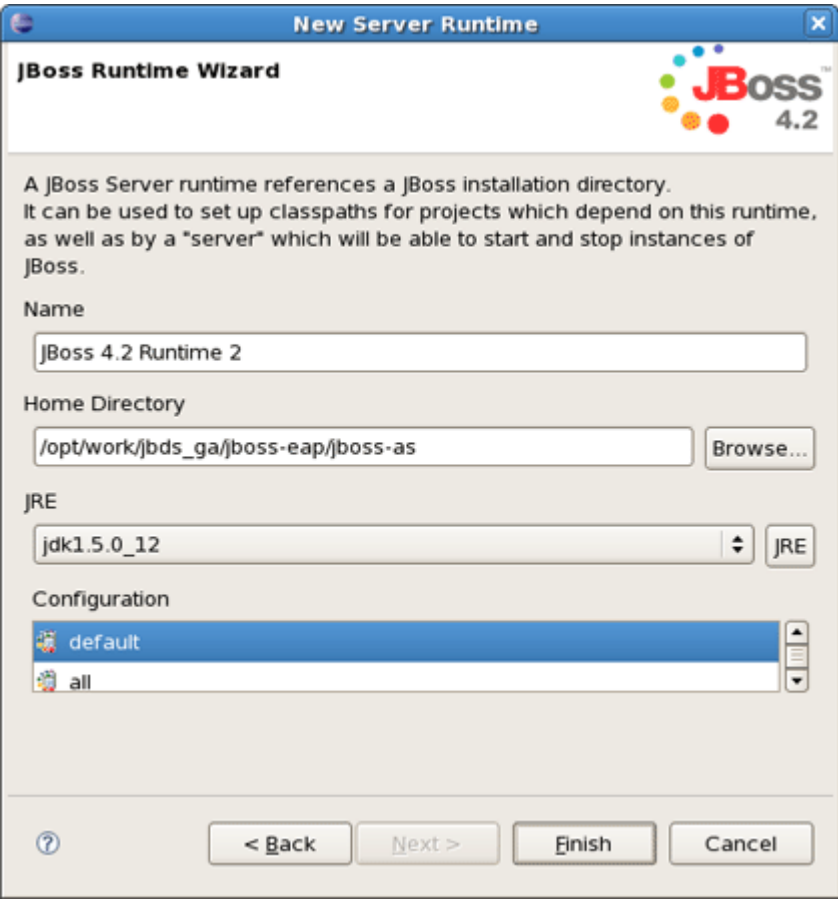 New Server Runtime
JBoss Runtime Wizard
JBoss™
4.2
A JBoss Server runtime references a JBoss installation directory.
It can be used to set up classpaths for projects which depend on this runtime,
as well as by a "server" which will be able to start and stop instances of
JBoss.
Name
JBoss 4.2 Runtime 2
Home Directory
/opt/work/jbds_ga/jboss-eap/jboss-as
Browse...
JRE
jdk1.5.0_12
JRE
Configuration
default
all
?
< Back
Next >
Finish
Cancel